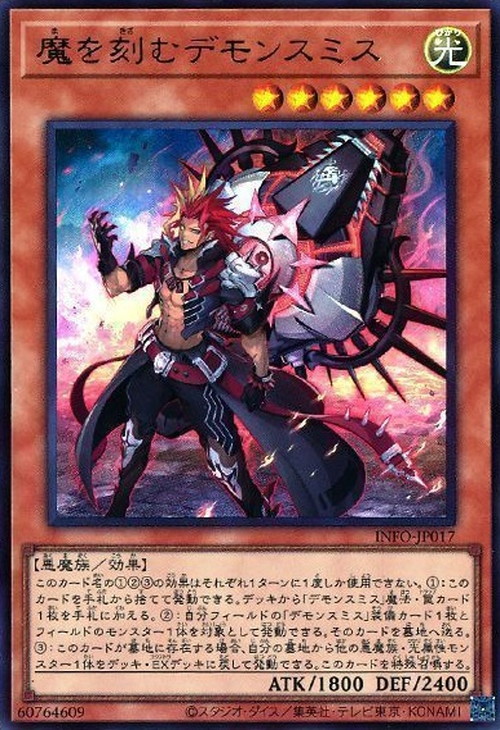 魔を刻むデモンスミス
光
INFO-JP017
【悪魔族／効果】
このカード名の①②③の効果はそれぞれ1ターンに1度しか使用できない。①:この
カードを手札から捨てて発動できる。デッキから「デモンスミス」魔法・罠カード
1枚を手札に加える。②:自分フィールドの「デモンスミス」装備カード1枚と
フィールドのモンスター1体を対象として発動できる。そのカードを墓地へ送る。
③:このカードが墓地に存在する場合、自分の墓地から他の悪魔族・光属性モン
スター1体をデッキ・EXデッキに戻して発動できる。このカードを特殊召喚する。
ATK/1800 DEF/2400
60764609 ©スタジオ・ダイス/集英社・テレビ東京・KONAMI